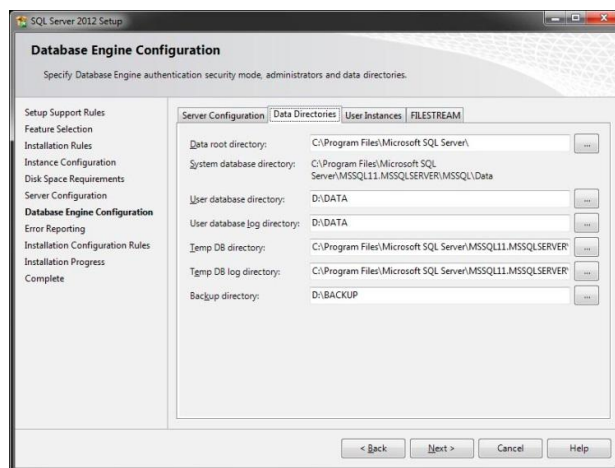 SQL Server 2012 Setup
Database Engine Configuration
Specify Database Engine authentication security mode, administrators and data directories.
Setup Support Rules
Feature Selection
Installation Rules
Instance Configuration
Disk Space Requirements
Server Configuration
Database Engine Configuration
Error Reporting
Installation Configuration Rules
Installation Progress
Complete
Server Configuration Data Directories User Instances FILESTREAM
Data root directory: C:\Program Files\Microsoft SQL Server\ ...
System database directory: C:\Program Files\Microsoft SQL
Server\MSSQL11.MSSQLSERVER\MSSQL\Data
User database directory: D:\DATA ...
User database log directory: D:\DATA ...
Temp DB directory: C:\Program Files\Microsoft SQL Server\MSSQL11.MSSQLSERVER\ ...
Temp DB log directory: C:\Program Files\Microsoft SQL Server\MSSQL11.MSSQLSERVER\ ...
Backup directory: D:\BACKUP ...
< Back Next > Cancel Help